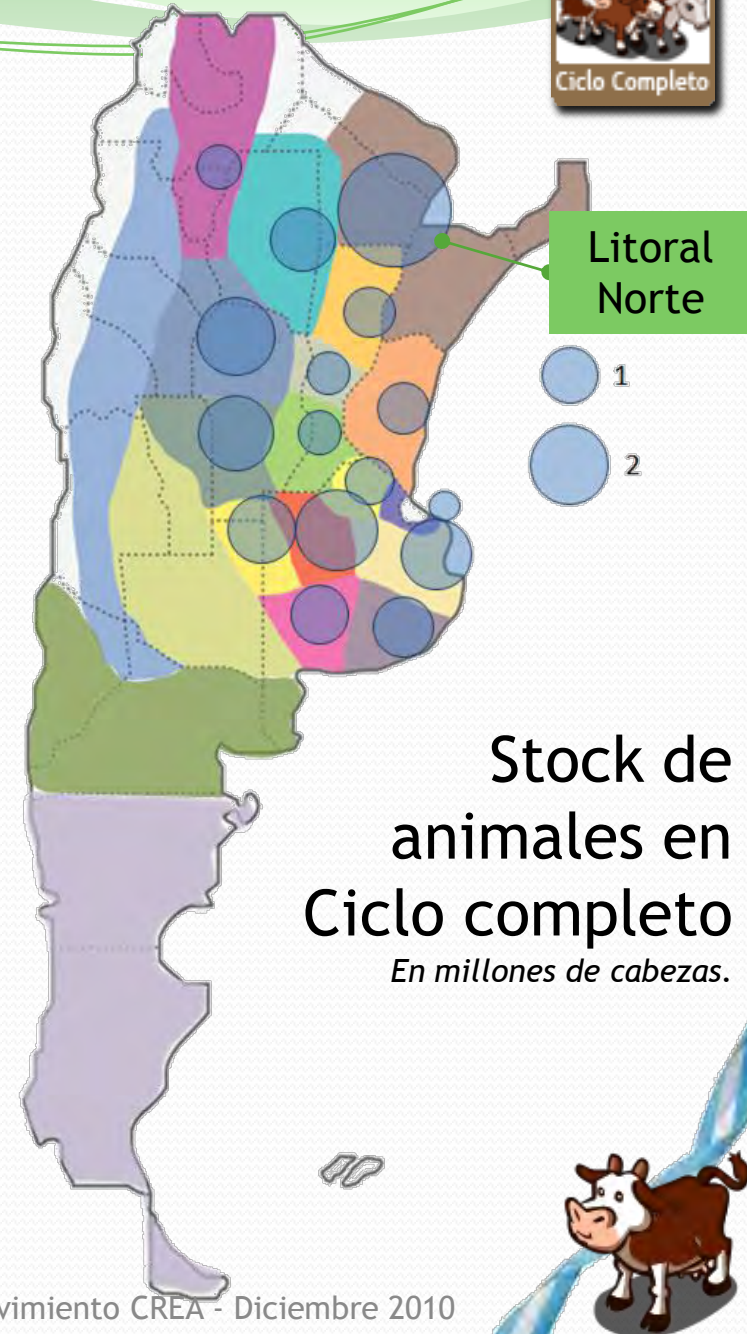 Ciclo Completo
Litoral
Norte
1
2
Stock de
animales en
Ciclo completo
En millones de cabezas.
vimiento CREA - Diciembre 2010